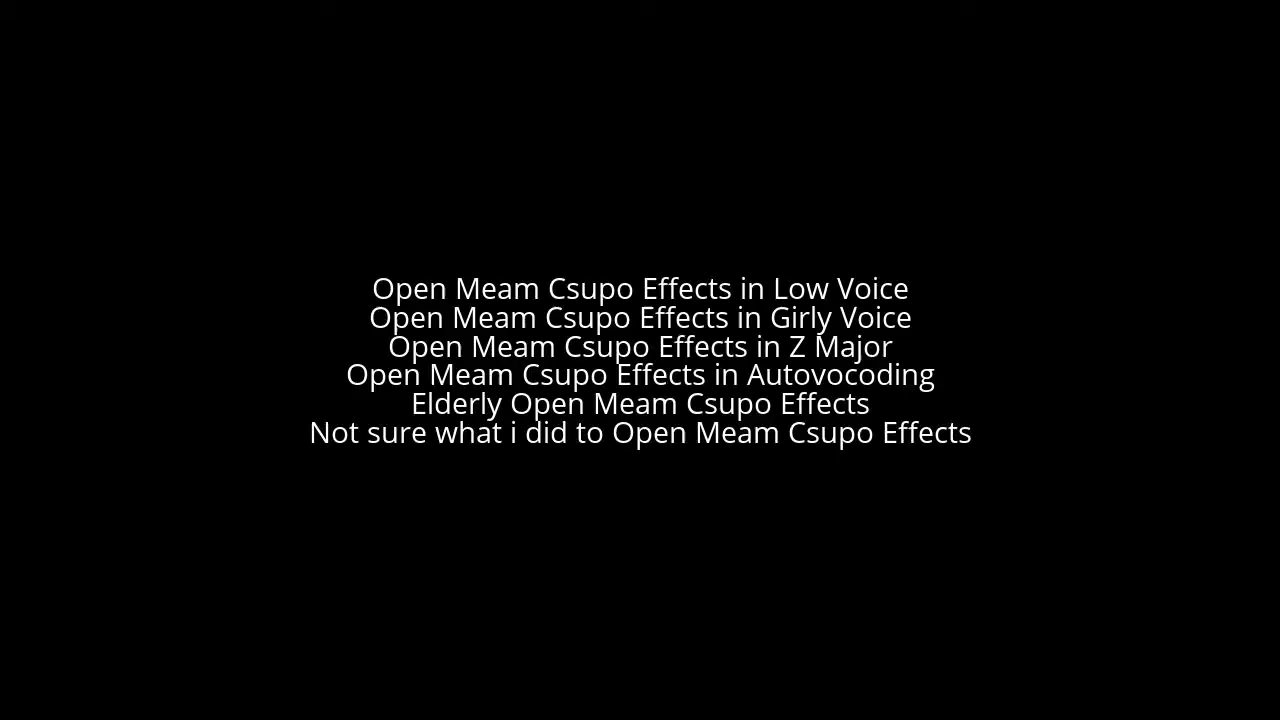 Open Meam Csupo Effects in Low Voice
Open Meam Csupo Effects in Girly Voice
Open Meam Csupo Effects in Z Major
Open Meam Csupo Effects in Autovocoding
Elderly Open Meam Csupo Effects
Not sure what i did to Open Meam Csupo Effects